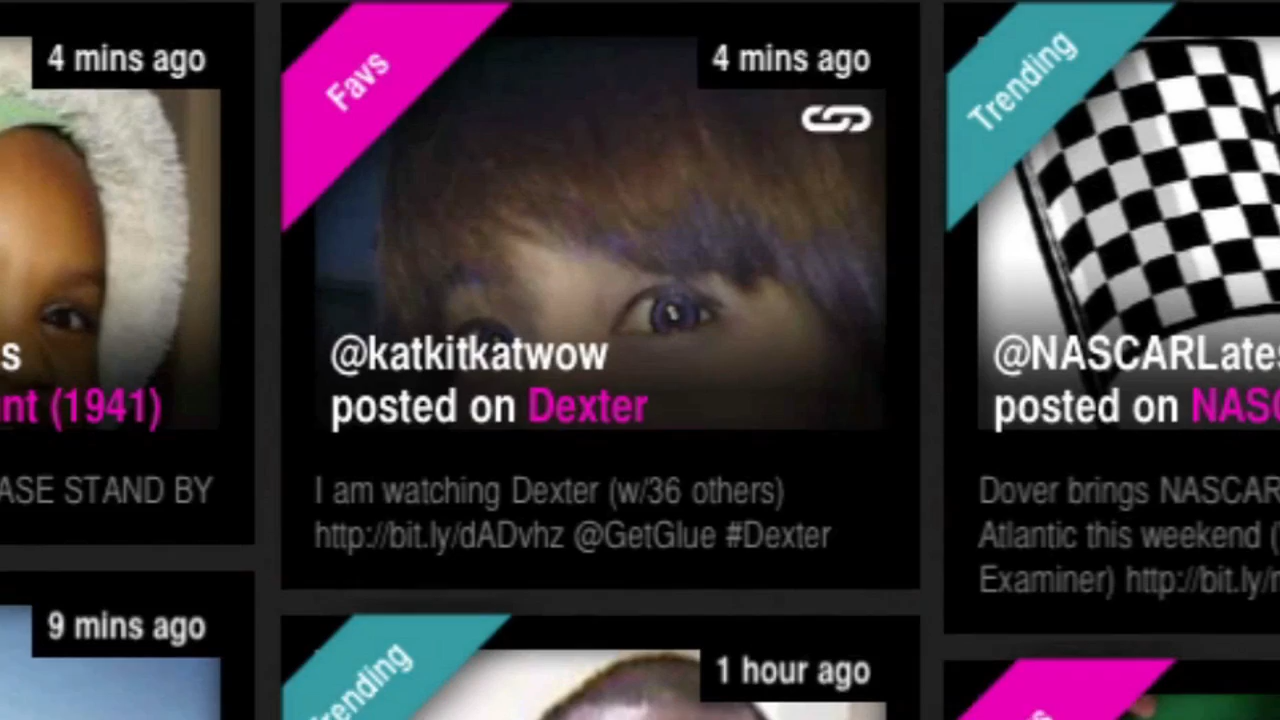 4 mins ago
s
nt (1941)
ASE STAND BY
9 mins ago
Favs
4 mins ago
@katkitkatwow
posted on Dexter
I am watching Dexter (w/36 others)
http://bit.ly/dADvhz @GetGlue #Dexter
Trending
1 hour ago
Trending
@NASCARLates
posted on NASC
Dover brings NASCAR
Atlantic this weekend (
Examiner) http://bit.ly/n
s